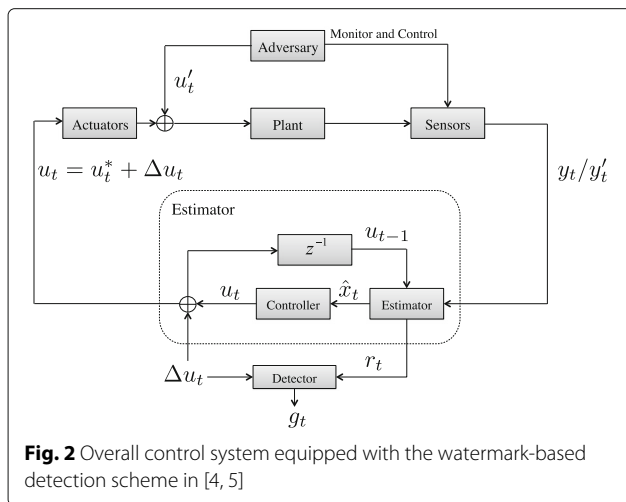 Adversary
Monitor and Control
u′_t
Actuators
Plant
Sensors
u_t = u*_t + Δu_t
y_t/y′_t
Estimator
z⁻¹
u_{t−1}
u_t
Controller
x̂_t
Estimator
Δu_t
r_t
Detector
g_t
Fig. 2 Overall control system equipped with the watermark-based
detection scheme in [4, 5]